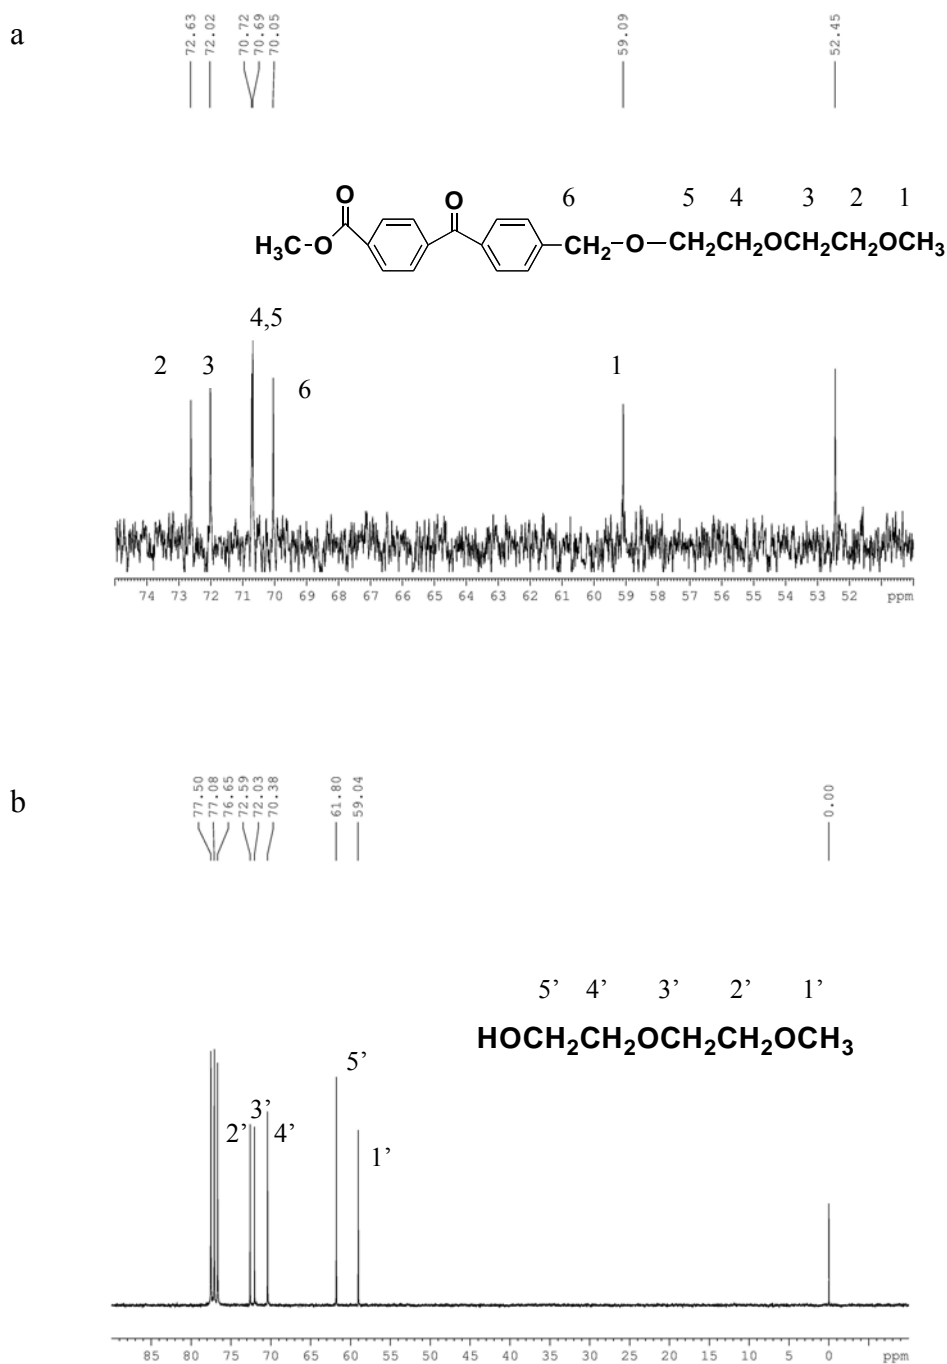 a
72.63
72.02
70.72
70.69
70.05
59.09
52.45
6 5 4 3 2 1
O O
H3C-O CH2-O-CH2CH2OCH2CH2OCH3
4,5
2 3 6 1
74 73 72 71 70 69 68 67 66 65 64 63 62 61 60 59 58 57 56 55 54 53 52 ppm
b
77.50
77.08
76.65
72.59
72.03
70.38
61.80
59.04
0.00
5’ 4’ 3’ 2’ 1’
HOCH2CH2OCH2CH2OCH3
5’
3’
2’ 4’
1’
85 80 75 70 65 60 55 50 45 40 35 30 25 20 15 10 5 0 ppm